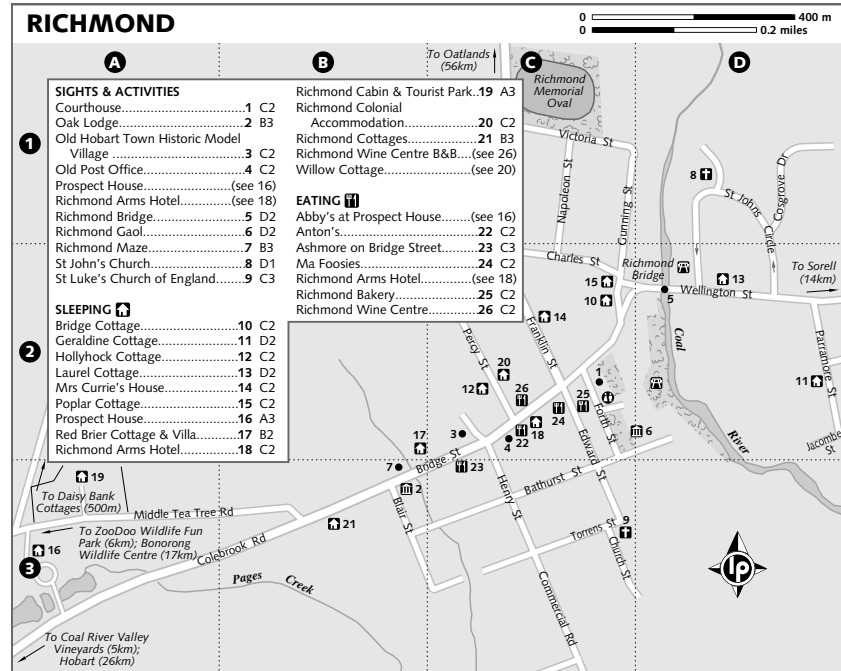 RICHMOND
0 400 m
0 0.2 miles
A
B
C
D
1
2
3
SIGHTS & ACTIVITIES
Courthouse..............................1 C2
Oak Lodge...............................2 B3
Old Hobart Town Historic Model
Village ................................3 C2
Old Post Office.......................4 C2
Prospect House.................(see 16)
Richmond Arms Hotel........(see 18)
Richmond Bridge....................5 D2
Richmond Gaol.......................6 D2
Richmond Maze......................7 B3
St John's Church.....................8 D1
St Luke's Church of England....9 C3
SLEEPING
Bridge Cottage......................10 C2
Geraldine Cottage.................11 D2
Hollyhock Cottage.................12 C2
Laurel Cottage......................13 D2
Mrs Currie's House................14 C2
Poplar Cottage......................15 C2
Prospect House.....................16 A3
Red Brier Cottage & Villa.......17 B2
Richmond Arms Hotel............18 C2
Richmond Cabin & Tourist Park..19 A3
Richmond Colonial
Accommodation................20 C2
Richmond Cottages................21 B3
Richmond Wine Centre B&B....(see 26)
Willow Cottage...................(see 20)
EATING
Abby's at Prospect House.......(see 16)
Anton's................................22 C2
Ashmore on Bridge Street.......23 C3
Ma Foosies...........................24 C2
Richmond Arms Hotel..........(see 18)
Richmond Bakery..................25 C2
Richmond Wine Centre..........26 C2
To Oatlands
(56km)
Richmond
Memorial
Oval
Victoria St
Napoleon St
Gunning St
Charles St
8
St Johns
Circle
Cosgrove Dr
Richmond
Bridge
15
10
5
13
Wellington St
To Sorell
(14km)
Coal
River
Parramore St
11
Jacombe
St
Percy St
Franklin St
14
20
12
26
1
25
24
18
22
4
3
Forth St
6
Edward St
17
7
Bridge St
23
2
Blair St
Henry St
Bathurst St
Torrens St
9
Church St
Commercial Rd
19
To Daisy Bank
Cottages (500m)
Middle Tea Tree Rd
To ZooDoo Wildlife Fun
Park (6km); Bonorong
Wildlife Centre (17km)
16
21
Colebrook Rd
Pages Creek
To Coal River Valley
Vineyards (5km);
Hobart (26km)
lp